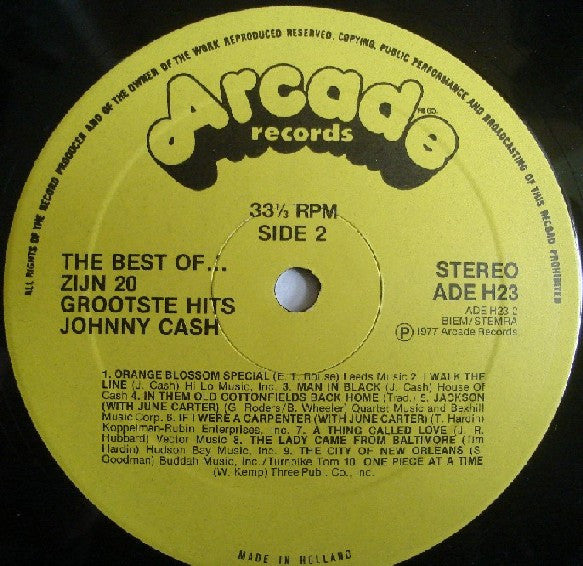 ALL RIGHTS OF THE RECORD PRODUCER AND OF THE OWNER OF THE WORK REPRODUCED RESERVED. COPYING, PUBLIC PERFORMANCE AND BROADCASTING OF THIS RECORD PROHIBITED
Arcade
records
33⅓ RPM
SIDE 2
THE BEST OF...
ZIJN 20
GROOTSTE HITS
JOHNNY CASH
STEREO
ADE H23
ADE H23 2
BIEM/STEMRA
Ⓟ 1977 Arcade Records
1. ORANGE BLOSSOM SPECIAL (E. T. Rouse) Leeds Music 2. I WALK THE
LINE (J. Cash) Hi Lo Music, Inc. 3. MAN IN BLACK (J. Cash) House Of
Cash 4. IN THEM OLD COTTONFIELDS BACK HOME (Trad.) 5. JACKSON
(WITH JUNE CARTER) (G. Roders/B. Wheeler) Quartet Music and Bexhill
Music Corp. 6. IF I WERE A CARPENTER (WITH JUNE CARTER) (T. Hardin)
Koppelman-Rubin Enterprises, Inc. 7. A THING CALLED LOVE (J. R.
Hubbard) Vector Music 8. THE LADY CAME FROM BALTIMORE (Tim
Hardin) Hudson Bay Music, Inc. 9. THE CITY OF NEW ORLEANS (S.
Goodman) Buddah Music, Inc./Turnpike Tom 10. ONE PIECE AT A TIME
(W. Kemp) Three Pub. Co., Inc.
MADE IN HOLLAND